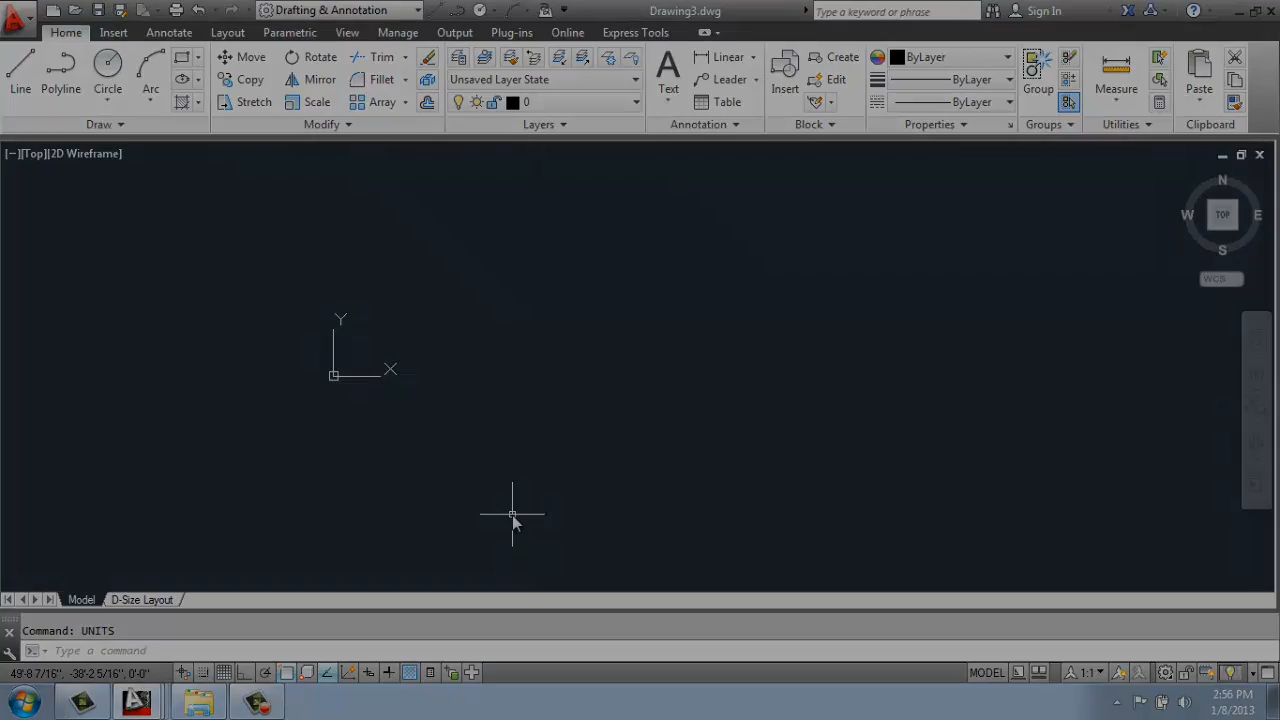 Drafting & Annotation
Drawing3.dwg
Type a keyword or phrase
Sign In
Home
Insert
Annotate
Layout
Parametric
View
Manage
Output
Plug-ins
Online
Express Tools
Line
Polyline
Circle
Arc
Move
Rotate
Trim
Copy
Mirror
Fillet
Stretch
Scale
Array
Unsaved Layer State
0
Text
Linear
Leader
Table
Insert
Create
Edit
ByLayer
ByLayer
ByLayer
Group
Measure
Paste
Draw
Modify
Layers
Annotation
Block
Properties
Groups
Utilities
Clipboard
[−][Top][2D Wireframe]
N
W
TOP
E
S
WCS
Y
X
Model
D-Size Layout
Command: UNITS
Type a command
49'-8 7/16", -38'-2 5/16", 0'-0"
MODEL
1:1
2:56 PM
1/8/2013